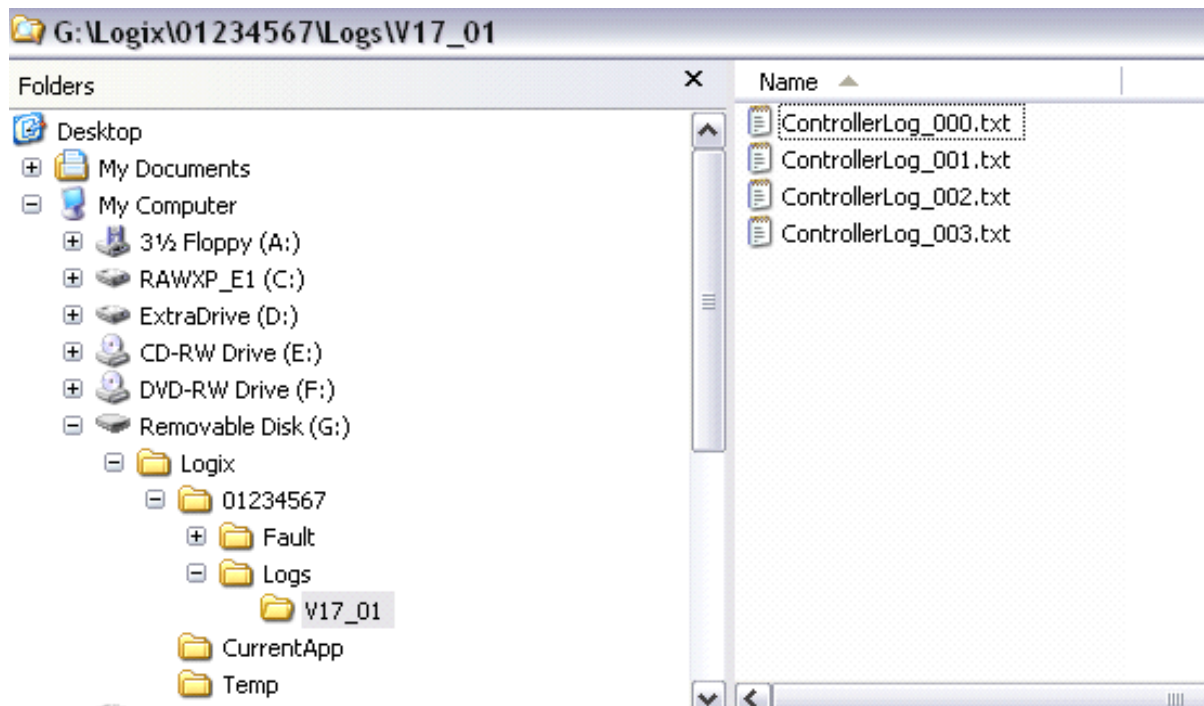 G:\Logix\01234567\Logs\V17_01
Folders
Desktop
My Documents
My Computer
3½ Floppy (A:)
RAWXP_E1 (C:)
ExtraDrive (D:)
CD-RW Drive (E:)
DVD-RW Drive (F:)
Removable Disk (G:)
Logix
01234567
Fault
Logs
V17_01
CurrentApp
Temp
Name
ControllerLog_000.txt
ControllerLog_001.txt
ControllerLog_002.txt
ControllerLog_003.txt